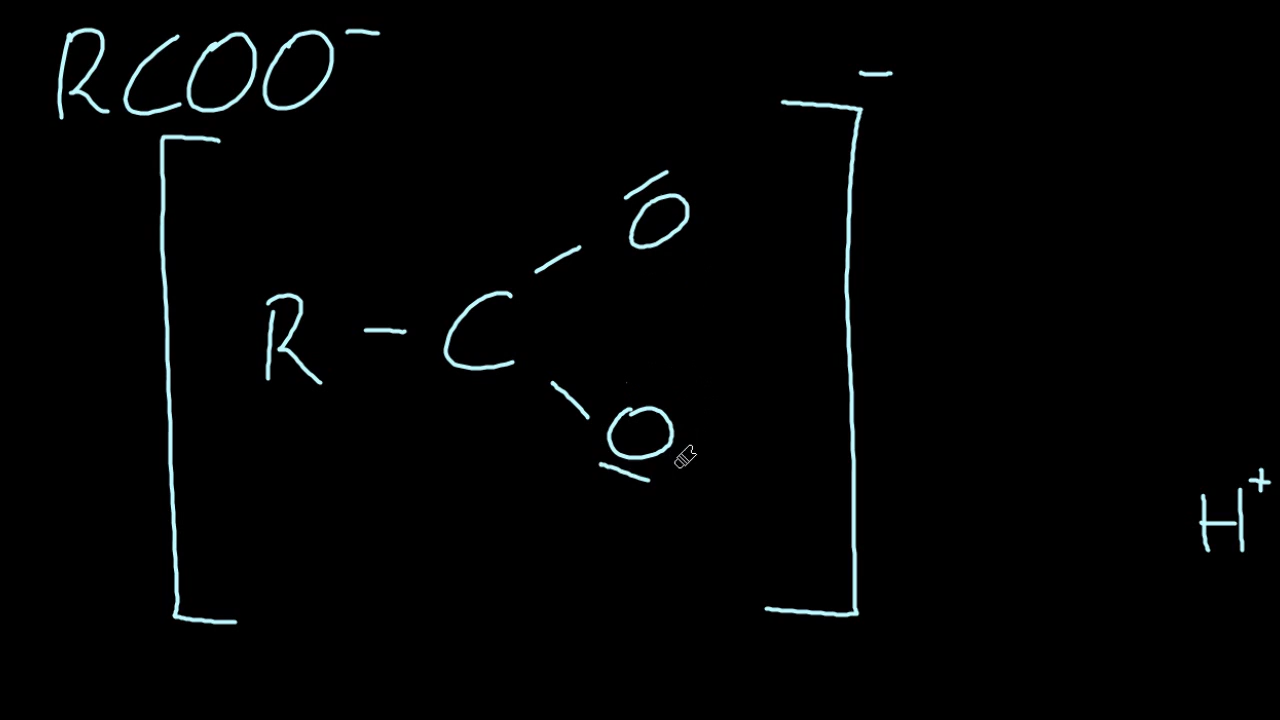 RCOO⁻
[R – C – O – O]⁻
H⁺